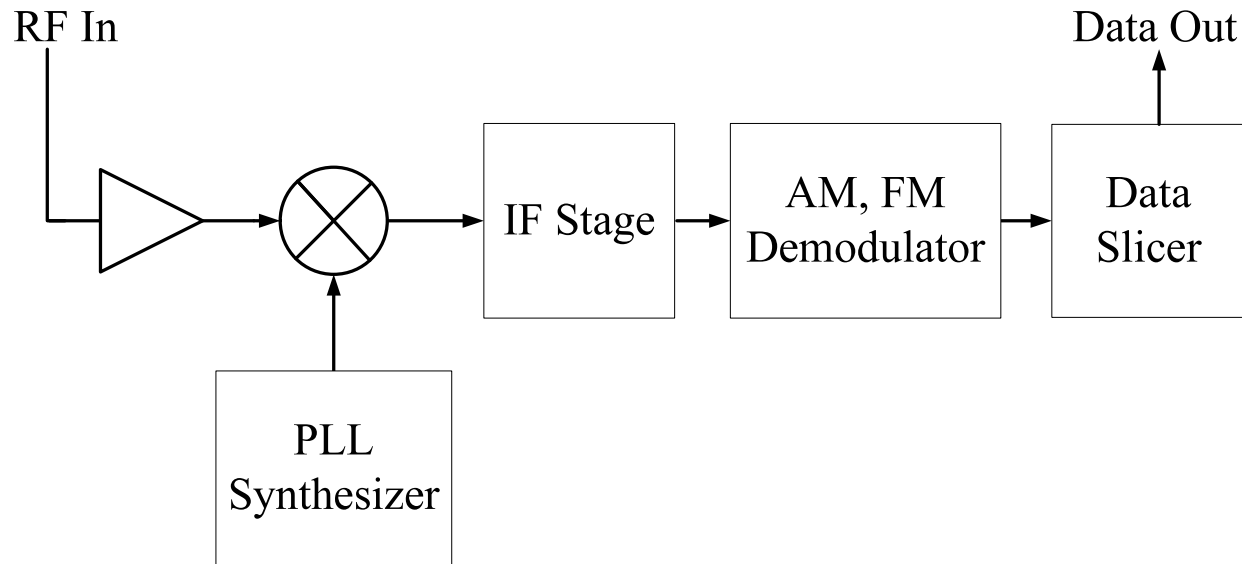 RF In
Data Out
IF Stage
AM, FM
Demodulator
Data
Slicer
PLL
Synthesizer